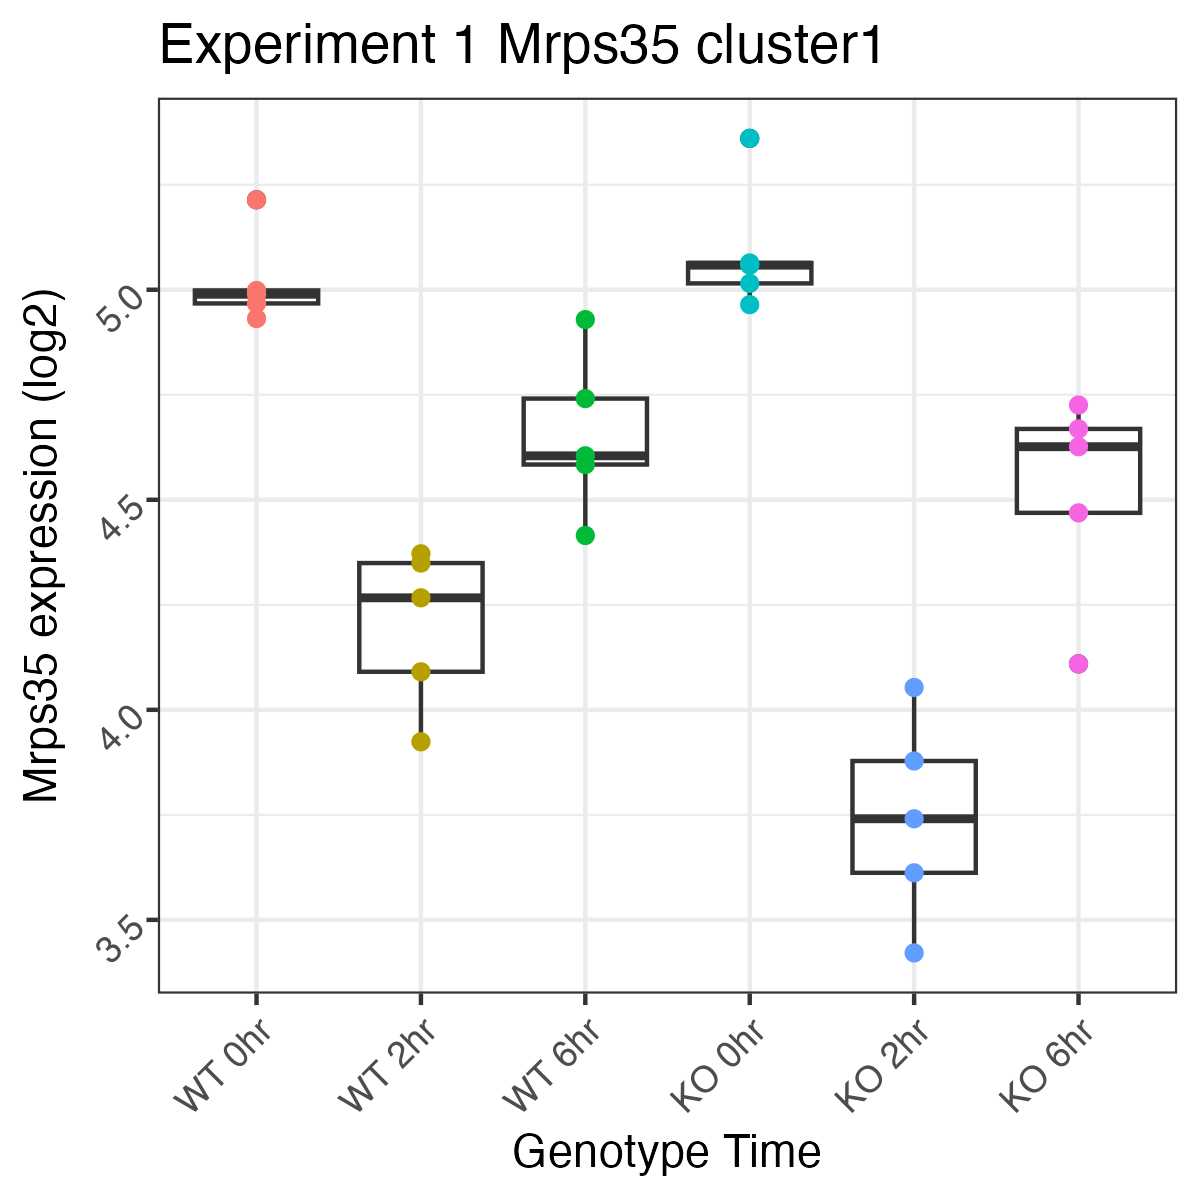 Experiment 1 Mrps35 cluster1
Mrps35 expression (log2)
5.0
4.5
4.0
3.5
WT 0hr
WT 2hr
WT 6hr
KO 0hr
KO 2hr
KO 6hr
Genotype Time